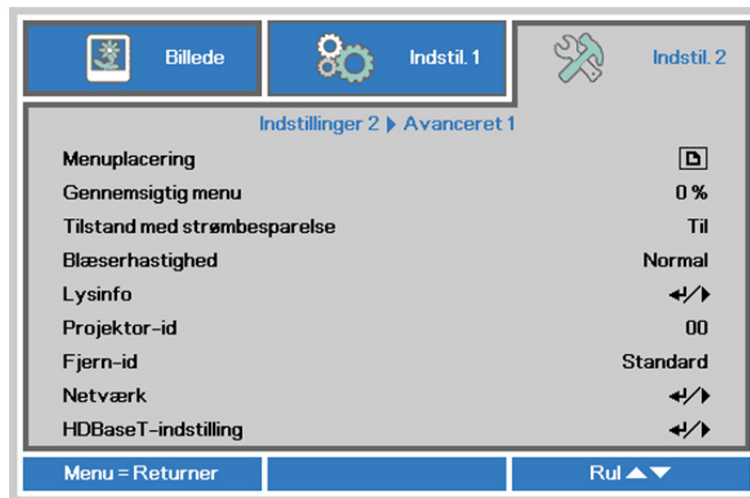 Billede
Indstil. 1
Indstil. 2
Indstillinger 2 Avanceret 1
Menuplacering
Gennemsigtig menu 0 %
Tilstand med strømbesparelse Til
Blæserhastighed Normal
Lysinfo ↵/▶
Projektor-id 00
Fjern-id Standard
Netværk ↵/▶
HDBaseT-indstilling ↵/▶
Menu = Returner Rul ▲▼